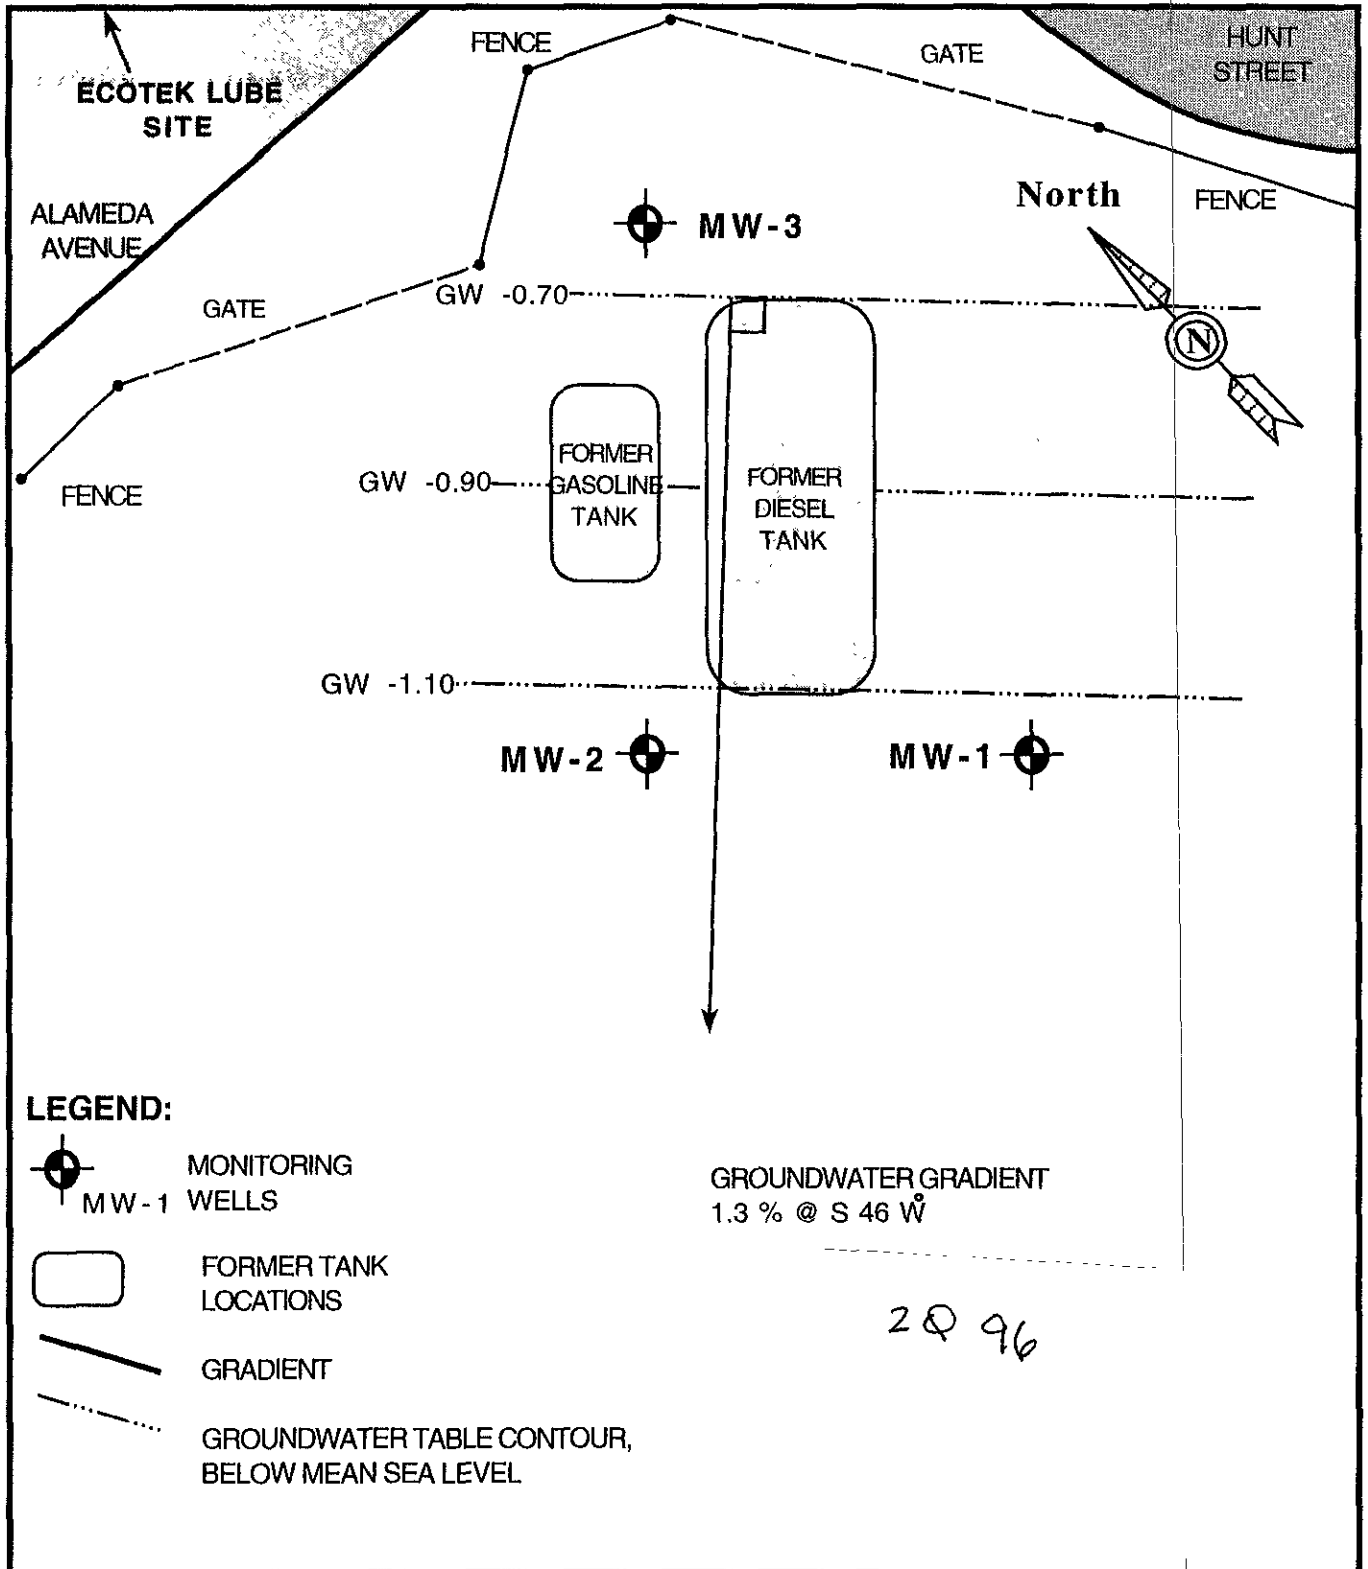 HUNT
STREET
FENCE
GATE
ECOTEK LUBE
SITE
North
FENCE
ALAMEDA
AVENUE
MW-3
GATE
GW -0.70
N
FORMER
GASOLINE
TANK
FORMER
DIESEL
TANK
GW -0.90
FENCE
GW -1.10
MW-2
MW-1
LEGEND:
MW-1
MONITORING
WELLS
GROUNDWATER GRADIENT
1.3 % @ S 46 W°
FORMER TANK
LOCATIONS
2Q 96
GRADIENT
GROUNDWATER TABLE CONTOUR,
BELOW MEAN SEA LEVEL